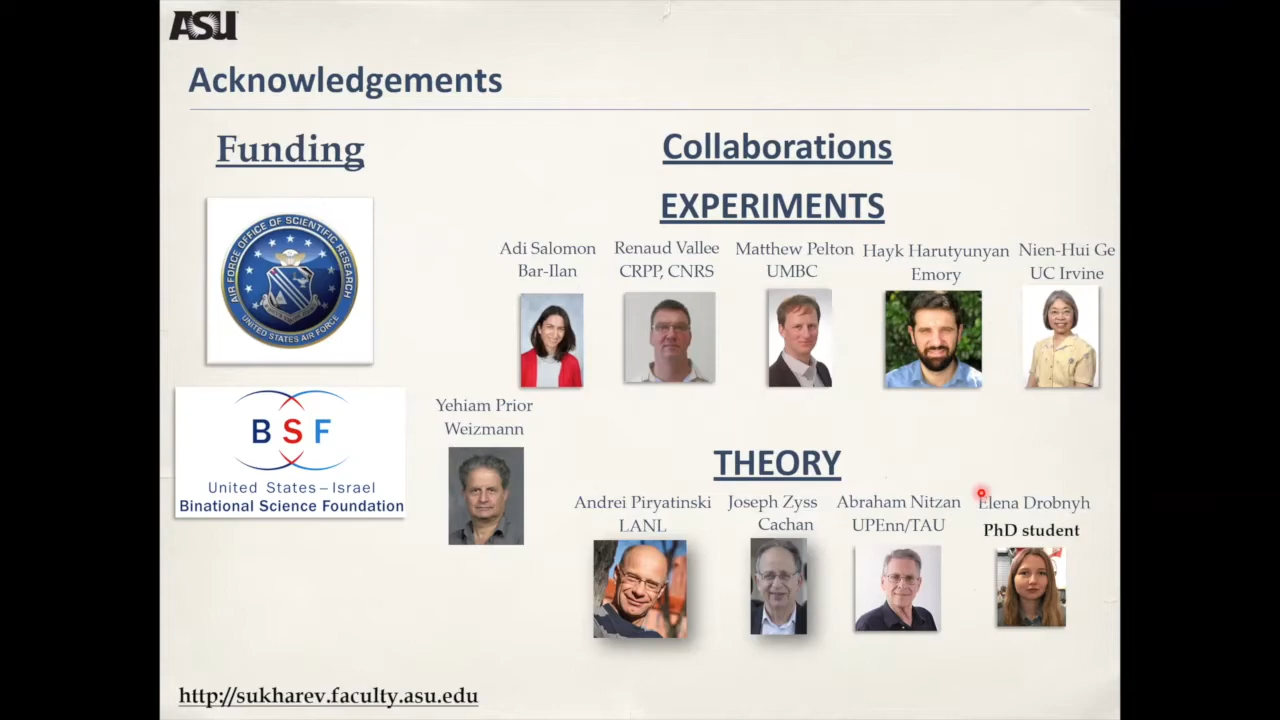 ASU
Acknowledgements
Funding
AIR FORCE OFFICE OF SCIENTIFIC RESEARCH
UNITED STATES AIR FORCE
B S F
United States – Israel
Binational Science Foundation
Collaborations
EXPERIMENTS
Adi Salomon
Bar-Ilan
Renaud Vallee
CRPP, CNRS
Matthew Pelton
UMBC
Hayk Harutyunyan
Emory
Nien-Hui Ge
UC Irvine
Yehiam Prior
Weizmann
THEORY
Andrei Piryatinski
LANL
Joseph Zyss
Cachan
Abraham Nitzan
UPEnn/TAU
Elena Drobnyh
PhD student
http://sukharev.faculty.asu.edu